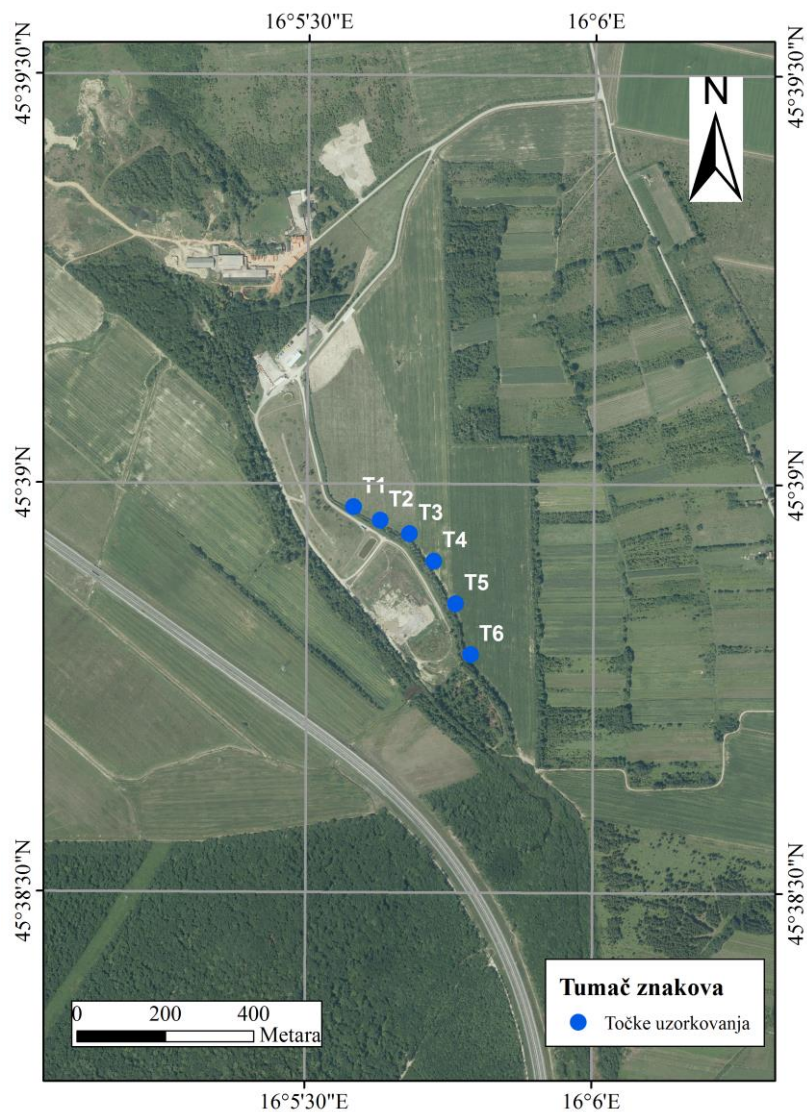 16°5'30"E 16°6'E
45°39'30"N 45°39'30"N
N
45°39'N 45°39'N
T1
T2
T3
T4
T5
T6
45°38'30"N 45°38'30"N
Tumač znakova
Točke uzorkovanja
0 200 400
Metara
16°5'30"E 16°6'E